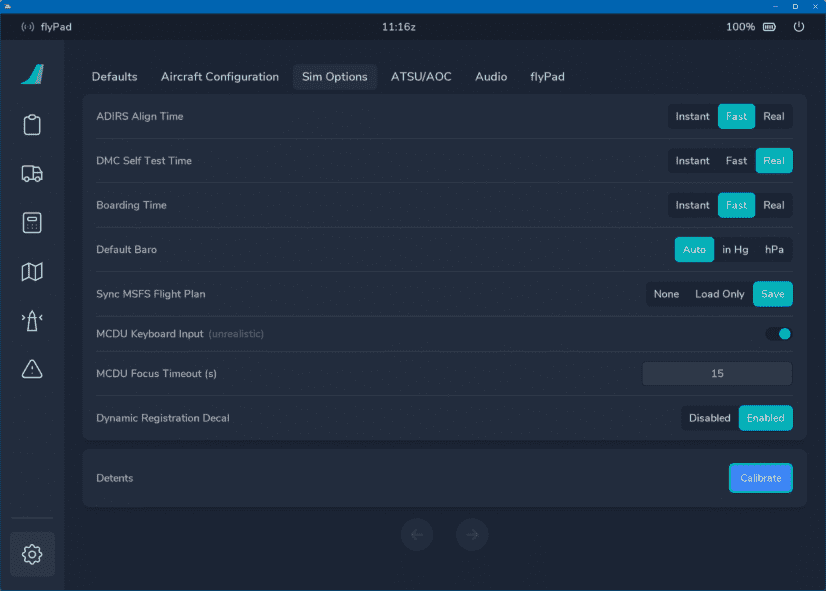 flyPad 11:16z 100%
Defaults Aircraft Configuration Sim Options ATSU/AOC Audio flyPad
ADIRS Align Time Instant Fast Real
DMC Self Test Time Instant Fast Real
Boarding Time Instant Fast Real
Default Baro Auto in Hg hPa
Sync MSFS Flight Plan None Load Only Save
MCDU Keyboard Input (unrealistic)
MCDU Focus Timeout (s) 15
Dynamic Registration Decal Disabled Enabled
Detents Calibrate